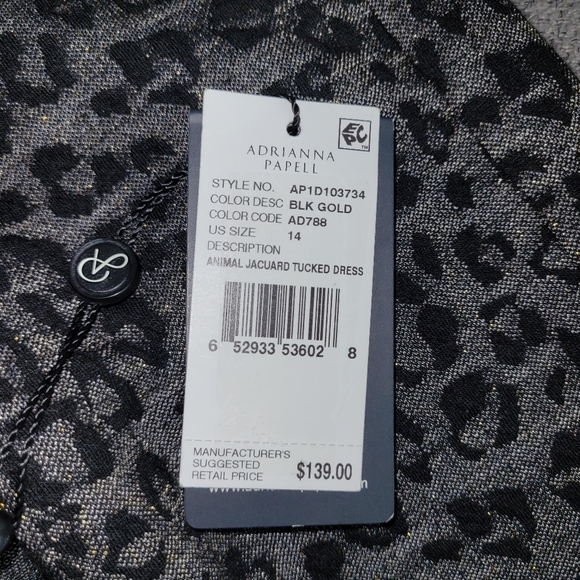 EPC™
ADRIANNA
PAPELL
STYLE NO. AP1D103734
COLOR DESC BLK GOLD
COLOR CODE AD788
US SIZE 14
DESCRIPTION
ANIMAL JACUARD TUCKED DRESS
6 52933 53602 8
MANUFACTURER'S
SUGGESTED
RETAIL PRICE $139.00